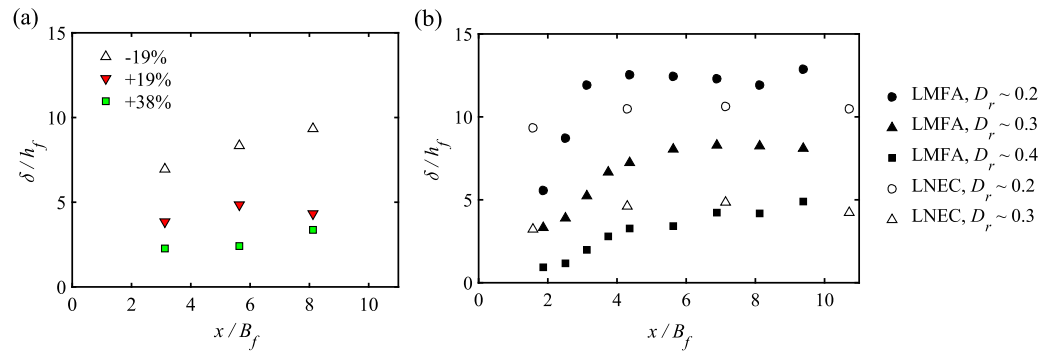 (a)
15
10
5
0
δ / h_f
0 2 4 6 8 10
x / B_f
-19%
+19%
+38%
(b)
15
10
5
0
δ / h_f
0 2 4 6 8 10
x / B_f
LMFA, D_r ~ 0.2
LMFA, D_r ~ 0.3
LMFA, D_r ~ 0.4
LNEC, D_r ~ 0.2
LNEC, D_r ~ 0.3